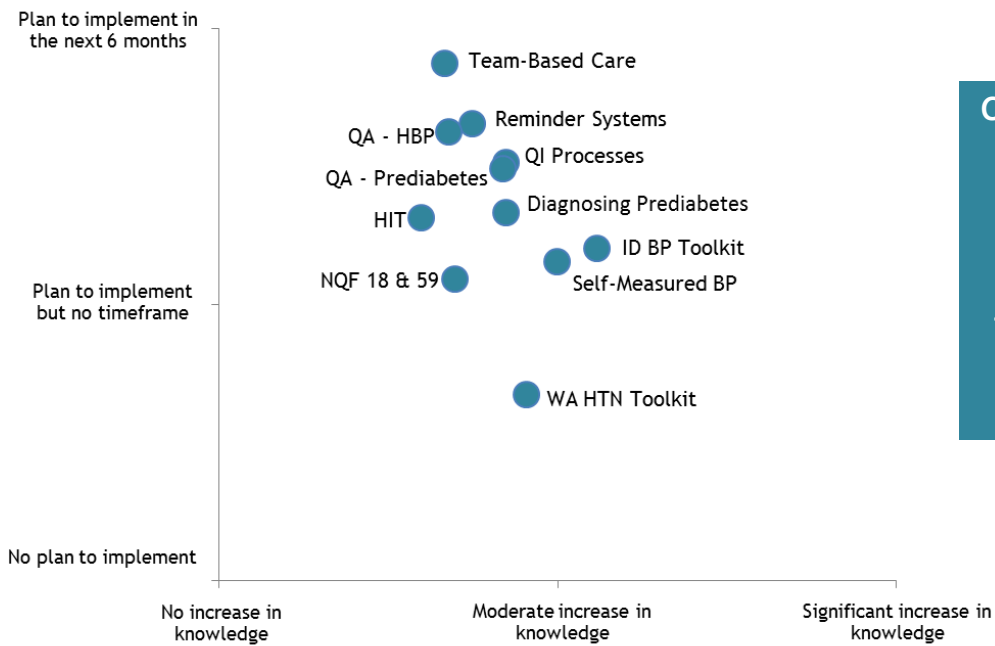 Plan to implement in
the next 6 months
Team-Based Care
Reminder Systems
QA - HBP
QI Processes
QA - Prediabetes
Diagnosing Prediabetes
HIT
ID BP Toolkit
NQF 18 & 59
Self-Measured BP
Plan to implement
but no timeframe
WA HTN Toolkit
No plan to implement
No increase in
knowledge
Moderate increase in
knowledge
Significant increase in
knowledge